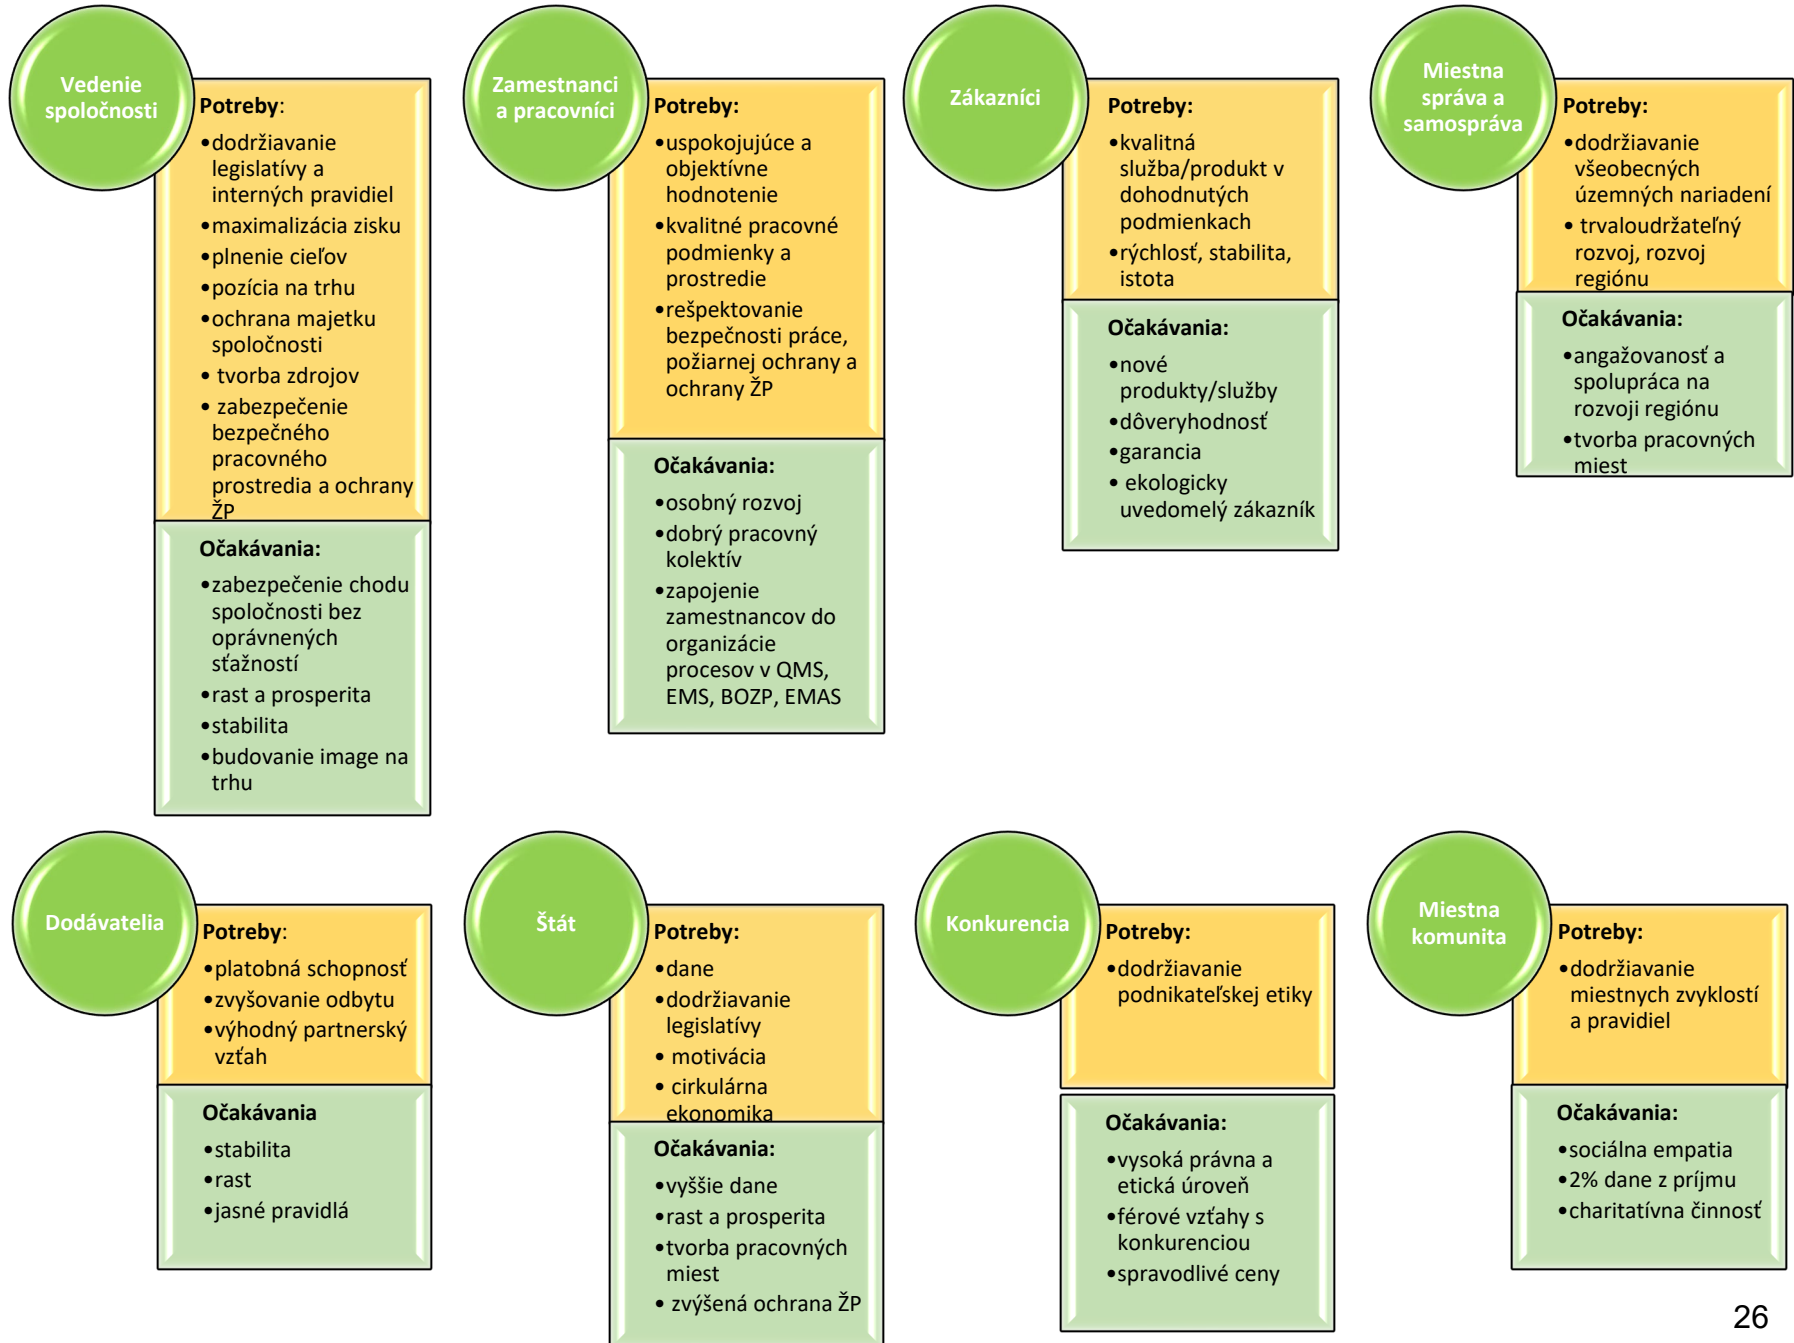 Vedenie
spoločnosti
Potreby:
•dodržiavanie
legislatívy a
interných pravidiel
•maximalizácia zisku
•plnenie cieľov
•pozícia na trhu
•ochrana majetku
spoločnosti
• tvorba zdrojov
• zabezpečenie
bezpečného
pracovného
prostredia a ochrany
ŽP
Očakávania:
•zabezpečenie chodu
spoločnosti bez
oprávnených
sťažností
•rast a prosperita
•stabilita
•budovanie image na
trhu
Zamestnanci
a pracovníci
Potreby:
•uspokojujúce a
objektívne
hodnotenie
•kvalitné pracovné
podmienky a
prostredie
•rešpektovanie
bezpečnosti práce,
požiarnej ochrany a
ochrany ŽP
Očakávania:
•osobný rozvoj
•dobrý pracovný
kolektív
•zapojenie
zamestnancov do
organizácie
procesov v QMS,
EMS, BOZP, EMAS
Zákazníci
Potreby:
•kvalitná
služba/produkt v
dohodnutých
podmienkach
•rýchlosť, stabilita,
istota
Očakávania:
•nové
produkty/služby
•dôveryhodnosť
•garancia
• ekologicky
uvedomelý zákazník
Miestna
správa a
samospráva
Potreby:
•dodržiavanie
všeobecných
územných nariadení
• trvaloudržateľný
rozvoj, rozvoj
regiónu
Očakávania:
•angažovanosť a
spolupráca na
rozvoji regiónu
•tvorba pracovných
miest
Dodávatelia
Potreby:
•platobná schopnosť
•zvyšovanie odbytu
•výhodný partnerský
vzťah
Očakávania
•stabilita
•rast
•jasné pravidlá
Štát
Potreby:
•dane
•dodržiavanie
legislatívy
• motivácia
• cirkulárna
ekonomika
Očakávania:
•vyššie dane
•rast a prosperita
•tvorba pracovných
miest
• zvýšená ochrana ŽP
Konkurencia
Potreby:
•dodržiavanie
podnikateľskej etiky
Očakávania:
•vysoká právna a
etická úroveň
•férové vzťahy s
konkurenciou
•spravodlivé ceny
Miestna
komunita
Potreby:
•dodržiavanie
miestnych zvyklostí
a pravidiel
Očakávania:
•sociálna empatia
•2% dane z príjmu
•charitatívna činnosť
26